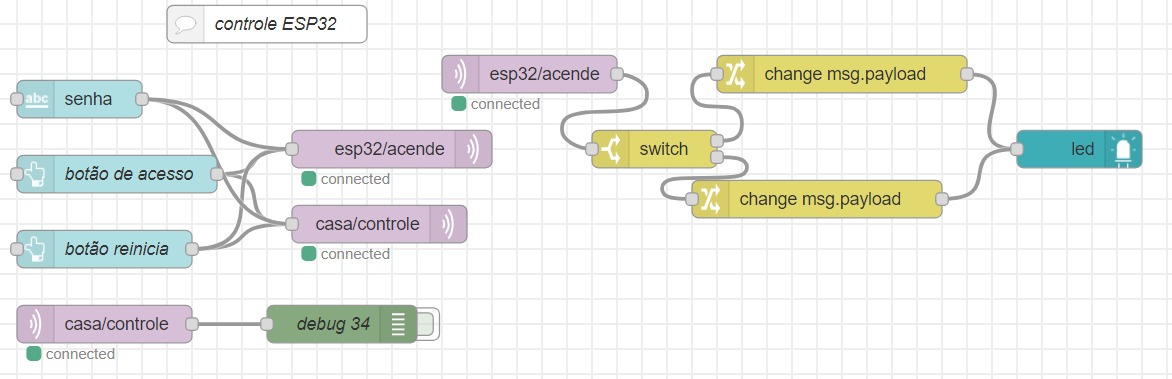 controle ESP32
abc senha
botão de acesso
botão reinicia
esp32/acende
connected
casa/controle
connected
casa/controle
connected
debug 34
esp32/acende
connected
switch
change msg.payload
change msg.payload
led